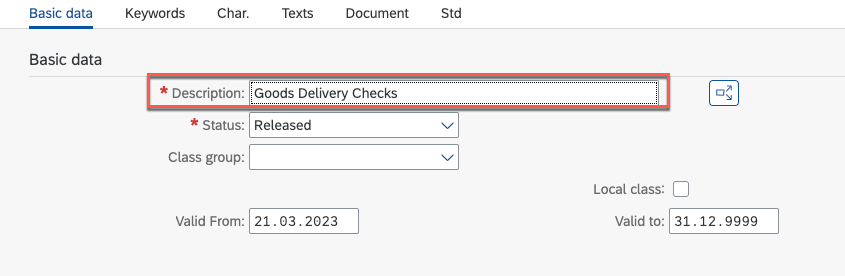 Basic data Keywords Char. Texts Document Std
Basic data
* Description: Goods Delivery Checks
* Status: Released
Class group:
Local class:
Valid From: 21.03.2023 Valid to: 31.12.9999